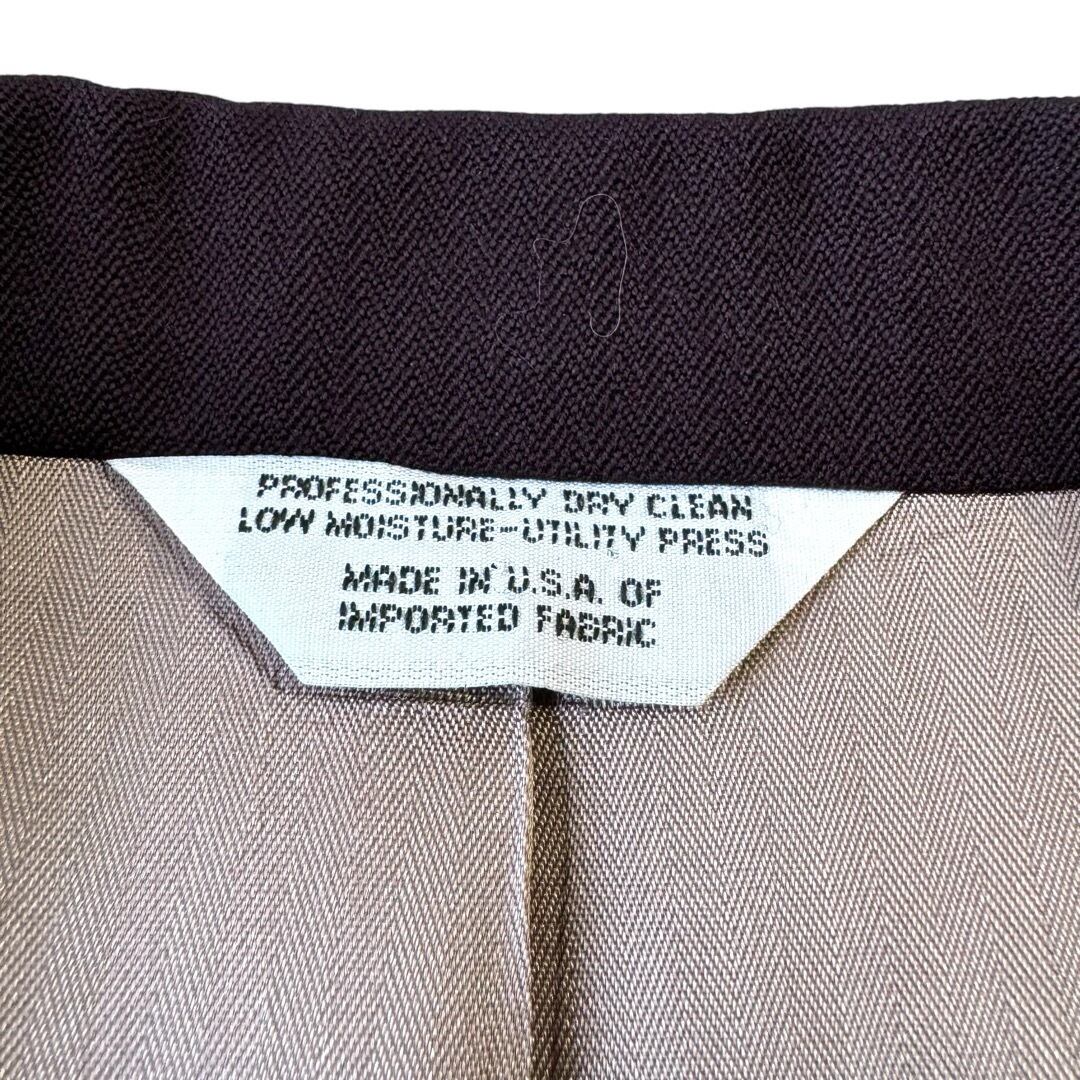 PROFESSIONALLY DRY CLEAN
LOW MOISTURE-UTILITY PRESS
MADE IN U.S.A. OF
IMPORTED FABRIC